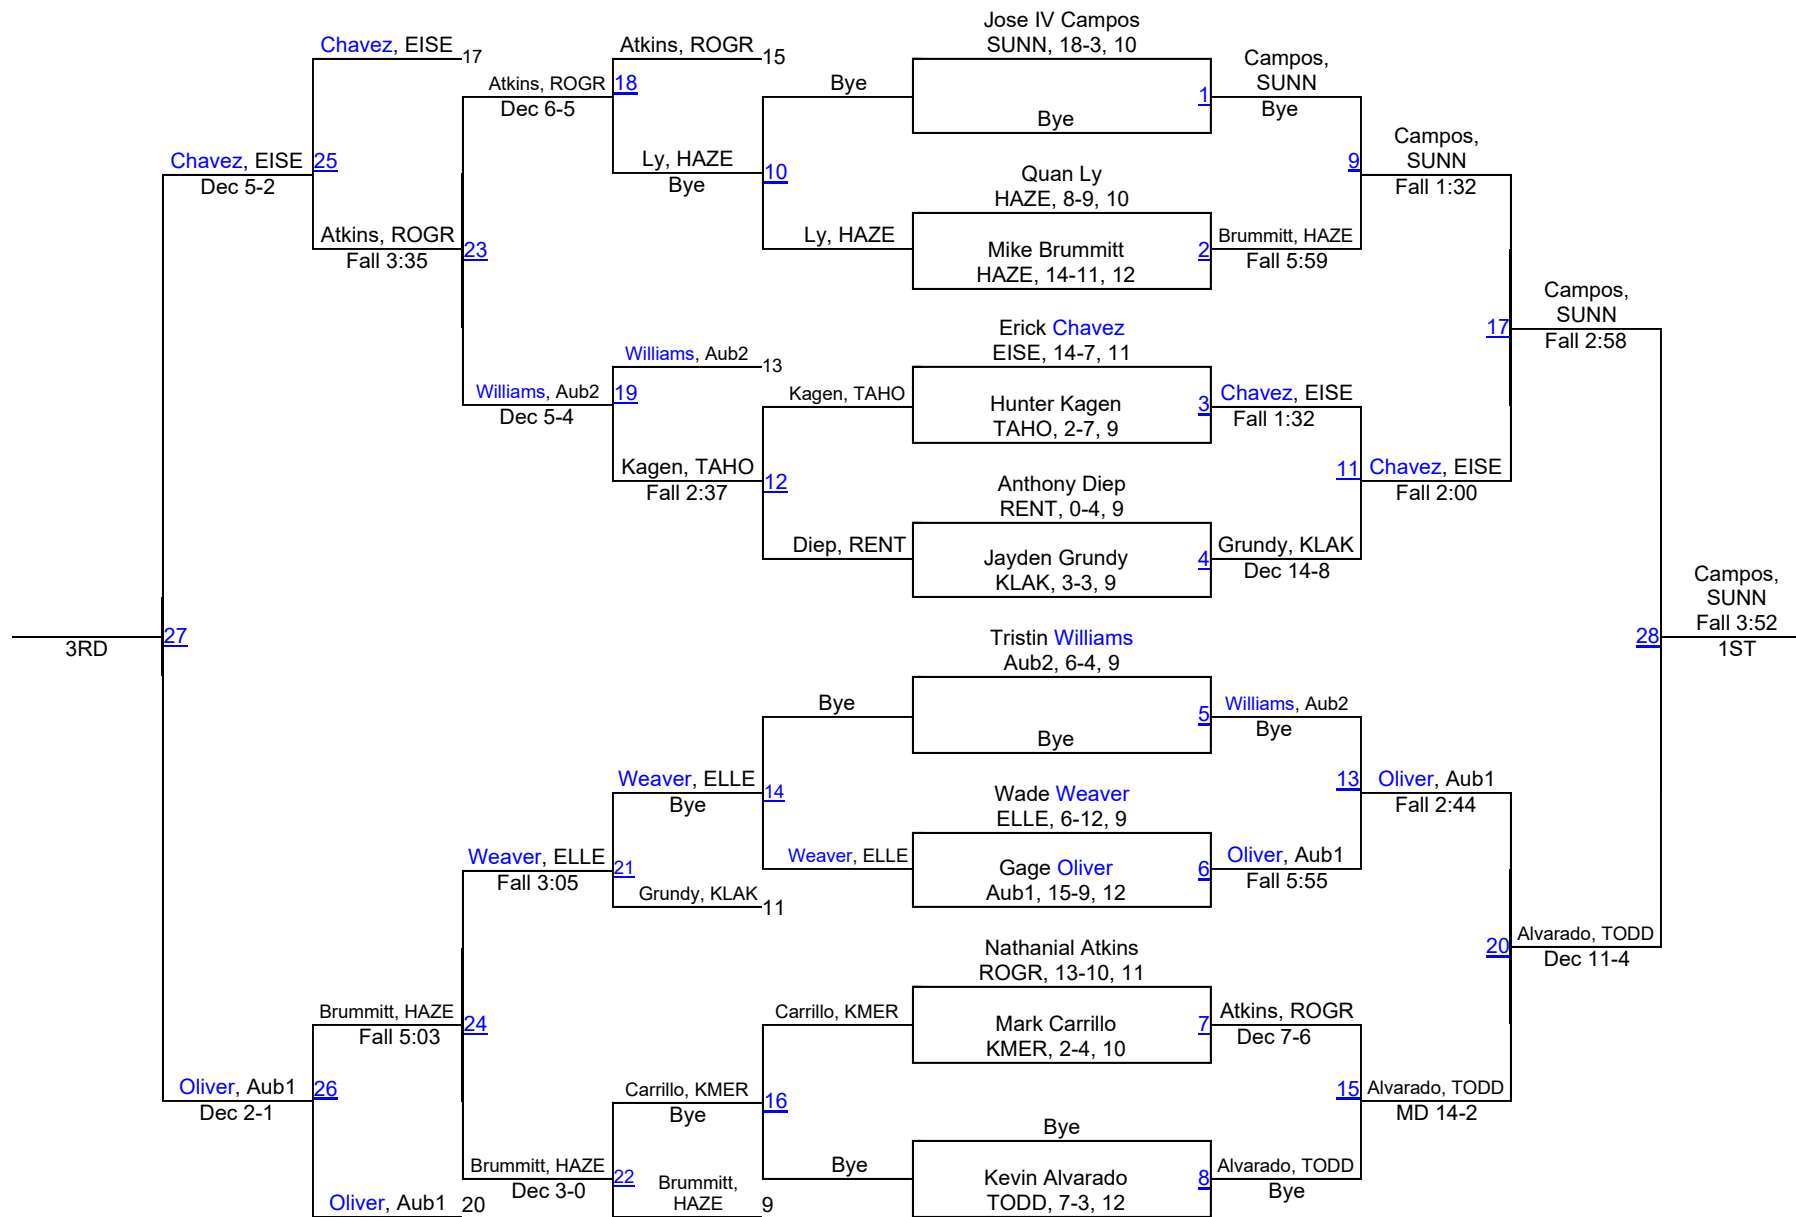 Jose IV Campos
Chavez, EISE 17
Atkins, ROGR 15
SUNN, 18-3, 10
Campos,
SUNN
Atkins, ROGR 18
Bye
1
Dec 6-5
Bye
Bye
Campos,
SUNN
Chavez, EISE 25
Ly, HAZE
Bye
10
Quan Ly
9
Dec 5-2
HAZE, 8-9, 10
Fall 1:32
Atkins, ROGR 23
Ly, HAZE
Mike Brummitt
2
Brummitt, HAZE
Fall 3:35
HAZE, 14-11, 12
Fall 5:59
Campos,
SUNN
Erick Chavez
17
Williams, Aub2 13
EISE, 14-7, 11
Fall 2:58
Williams, Aub2 19
Kagen, TAHO
Hunter Kagen
3
Chavez, EISE
Dec 5-4
TAHO, 2-7, 9
Fall 1:32
Kagen, TAHO 12
Anthony Diep
11
Chavez, EISE
Fall 2:37
RENT, 0-4, 9
Fall 2:00
Diep, RENT
Jayden Grundy
4
Grundy, KLAK
KLAK, 3-3, 9
Dec 14-8
Campos,
SUNN
Fall 3:52
27
Tristin Williams
28
3RD
Aub2, 6-4, 9
1ST
Bye
5
Williams, Aub2
Bye
Bye
Weaver, ELLE 14
Wade Weaver
13
Oliver, Aub1
Bye
ELLE, 6-12, 9
Fall 2:44
Weaver, ELLE 21
Weaver, ELLE
Gage Oliver
6
Oliver, Aub1
Fall 3:05
Grundy, KLAK 11
Aub1, 15-9, 12
Fall 5:55
Nathanial Atkins
20
Alvarado, TODD
ROGR, 13-10, 11
Dec 11-4
Brummitt, HAZE 24
Carrillo, KMER
Mark Carrillo
7
Atkins, ROGR
Fall 5:03
KMER, 2-4, 10
Dec 7-6
Oliver, Aub1 26
Carrillo, KMER 16
15
Alvarado, TODD
Dec 2-1
Bye
MD 14-2
Bye
Brummitt, HAZE 22
Bye
Kevin Alvarado
8
Alvarado, TODD
Dec 3-0
Brummitt,
HAZE 9
TODD, 7-3, 12
Bye
Oliver, Aub1 20